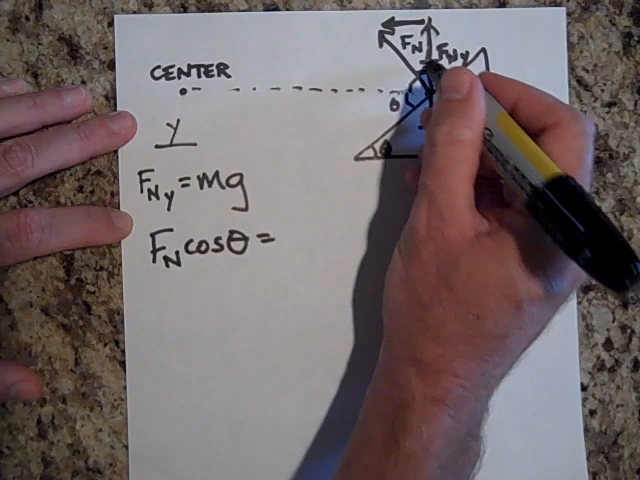 F_N F_Ny
CENTER
θ
θ
y
F_Ny = mg
F_N cosθ =